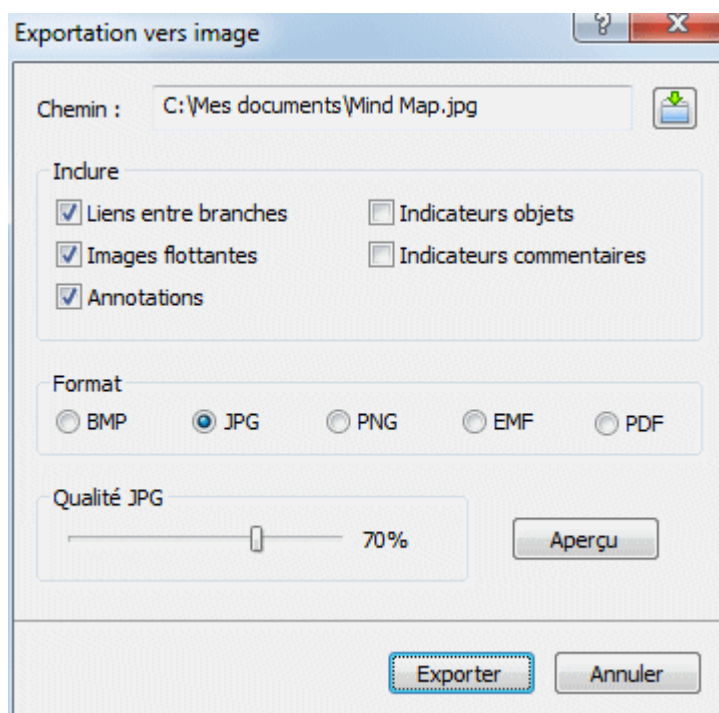 Exportation vers image
Chemin : C:\Mes documents\Mind Map.jpg
Inclure
Liens entre branches Indicateurs objets
Images flottantes Indicateurs commentaires
Annotations
Format
BMP JPG PNG EMF PDF
Qualité JPG
70% Aperçu
Exporter Annuler